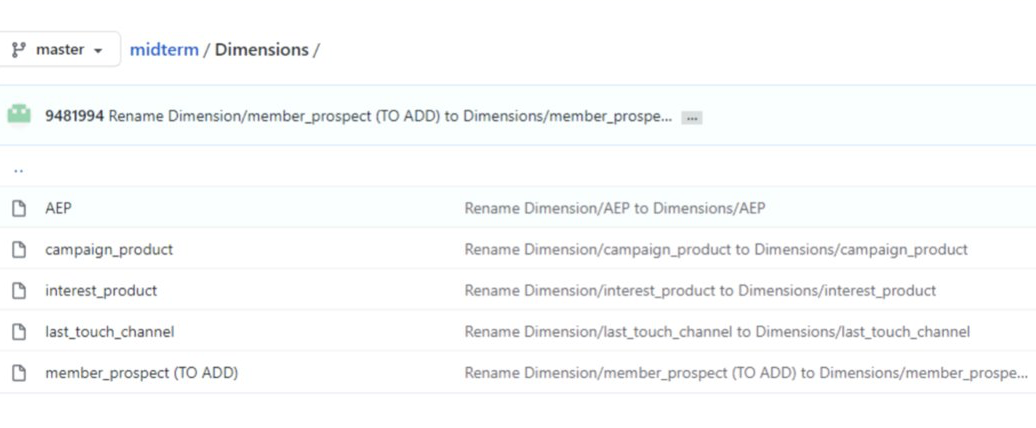 master midterm / Dimensions /
9481994 Rename Dimension/member_prospect (TO ADD) to Dimensions/member_prospe... ...
..
AEP Rename Dimension/AEP to Dimensions/AEP
campaign_product Rename Dimension/campaign_product to Dimensions/campaign_product
interest_product Rename Dimension/interest_product to Dimensions/interest_product
last_touch_channel Rename Dimension/last_touch_channel to Dimensions/last_touch_channel
member_prospect (TO ADD) Rename Dimension/member_prospect (TO ADD) to Dimensions/member_prospe...